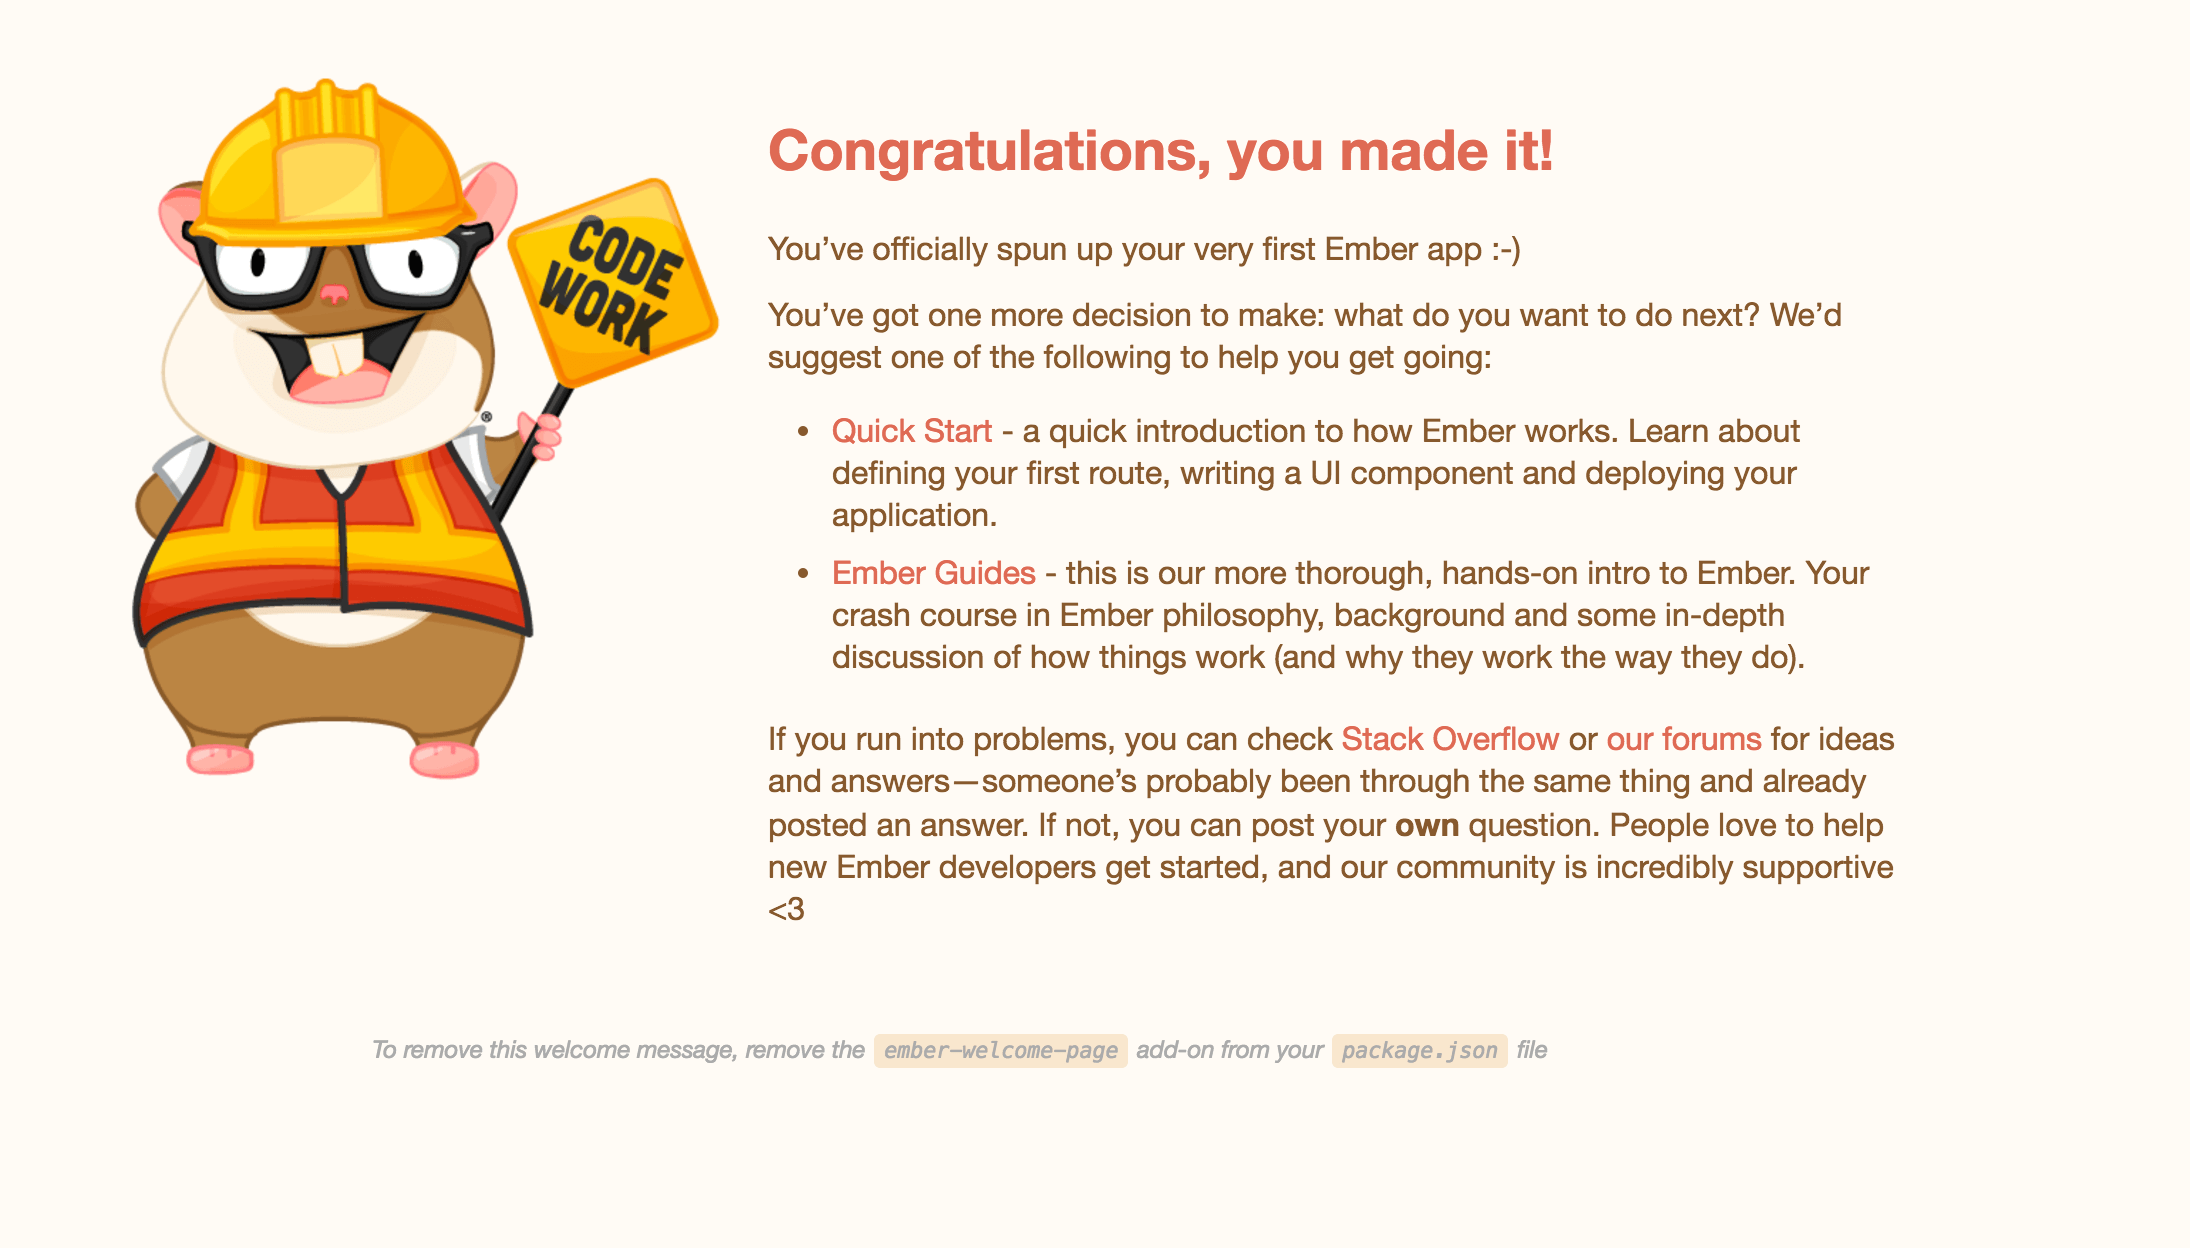 CODE
WORK
®
Congratulations, you made it!
You’ve officially spun up your very first Ember app :-)
You’ve got one more decision to make: what do you want to do next? We’d
suggest one of the following to help you get going:
• Quick Start - a quick introduction to how Ember works. Learn about
defining your first route, writing a UI component and deploying your
application.
• Ember Guides - this is our more thorough, hands-on intro to Ember. Your
crash course in Ember philosophy, background and some in-depth
discussion of how things work (and why they work the way they do).
If you run into problems, you can check Stack Overflow or our forums for ideas
and answers—someone’s probably been through the same thing and already
posted an answer. If not, you can post your own question. People love to help
new Ember developers get started, and our community is incredibly supportive
<3
To remove this welcome message, remove the ember-welcome-page add-on from your package.json file